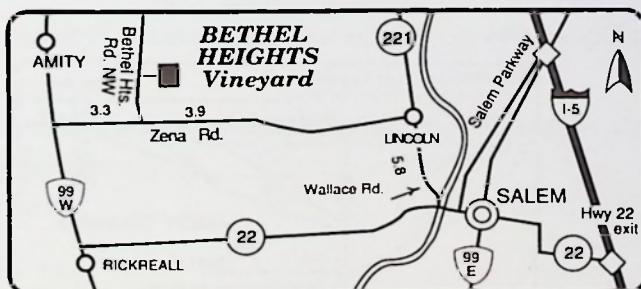 BETHEL
HEIGHTS
Vineyard
AMITY
Bethel Hts.
Rd. NW
221
Salem Parkway
N
I-5
3.3
3.9
Zena Rd.
LINCOLN
5.8
Wallace Rd.
99
W
SALEM
Hwy 22
exit
22
22
99
E
RICKREALL